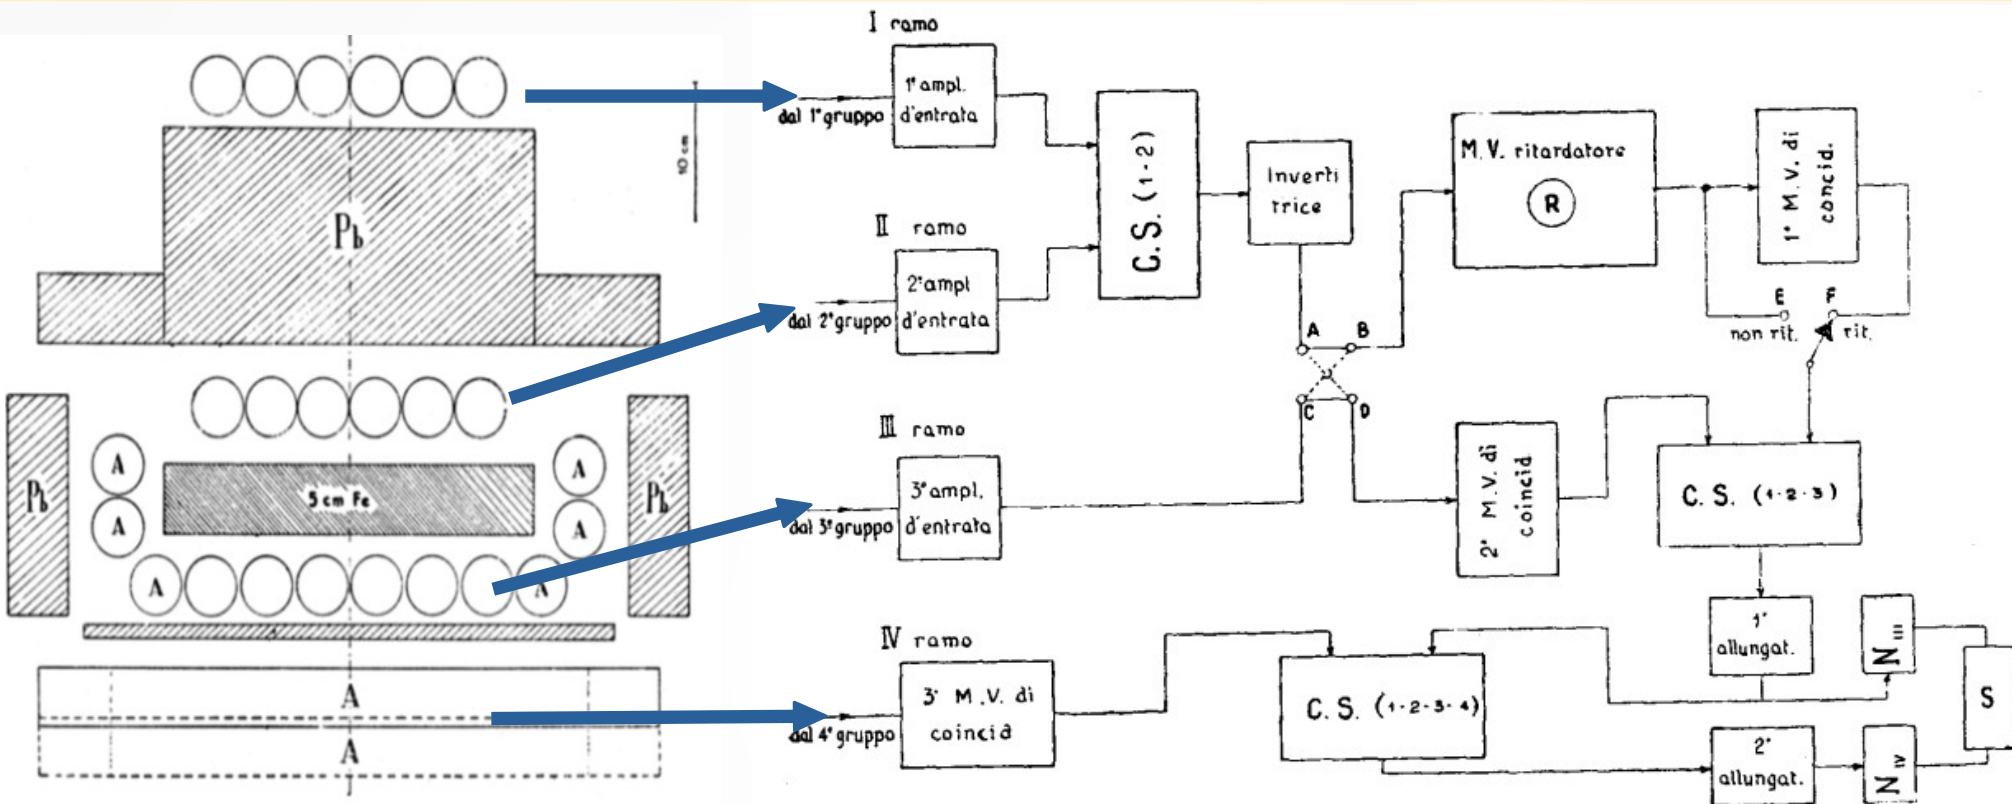 Pb
10 cm
Pb
A
A
5 cm Fe
A
A
Pb
A
A
A
A
I ramo
1° ampl.
d'entrata
dal 1° gruppo
II ramo
2° ampl
d'entrata
dal 2° gruppo
III ramo
3° ampl.
d'entrata
dal 3° gruppo
IV ramo
3° M.V. di
coincid
dal 4° gruppo
C.S. (1-2)
Inverti
trice
A
B
C
D
M.V. ritardatore
R
1° M.V. di
concid.
E
F
non rit.
rit.
2° M.V. di
coincid
C.S. (1-2-3)
1°
allungat.
N III
S
C.S. (1-2-3-4)
2°
allungat.
N IV